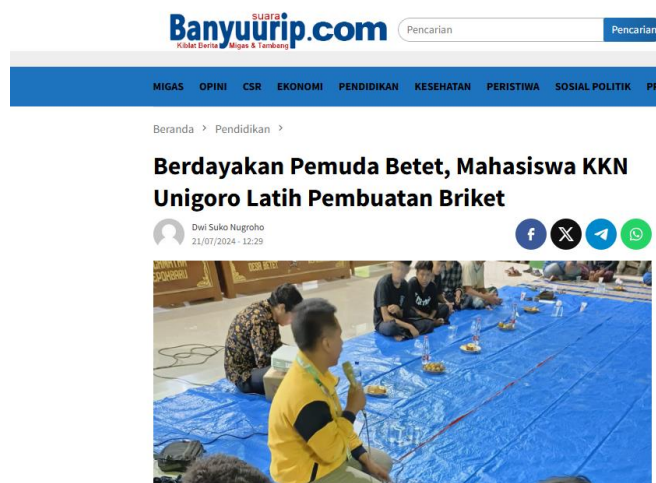 suara
Banyuurip.com
Kiblat Berita Migas & Tambang
Pencarian
Pencarian
MIGAS OPINI CSR EKONOMI PENDIDIKAN KESEHATAN PERISTIWA SOSIAL POLITIK
Beranda > Pendidikan >
Berdayakan Pemuda Betet, Mahasiswa KKN
Unigoro Latih Pembuatan Briket
Dwi Suko Nugroho
21/07/2024 - 12:29
DESA BETET